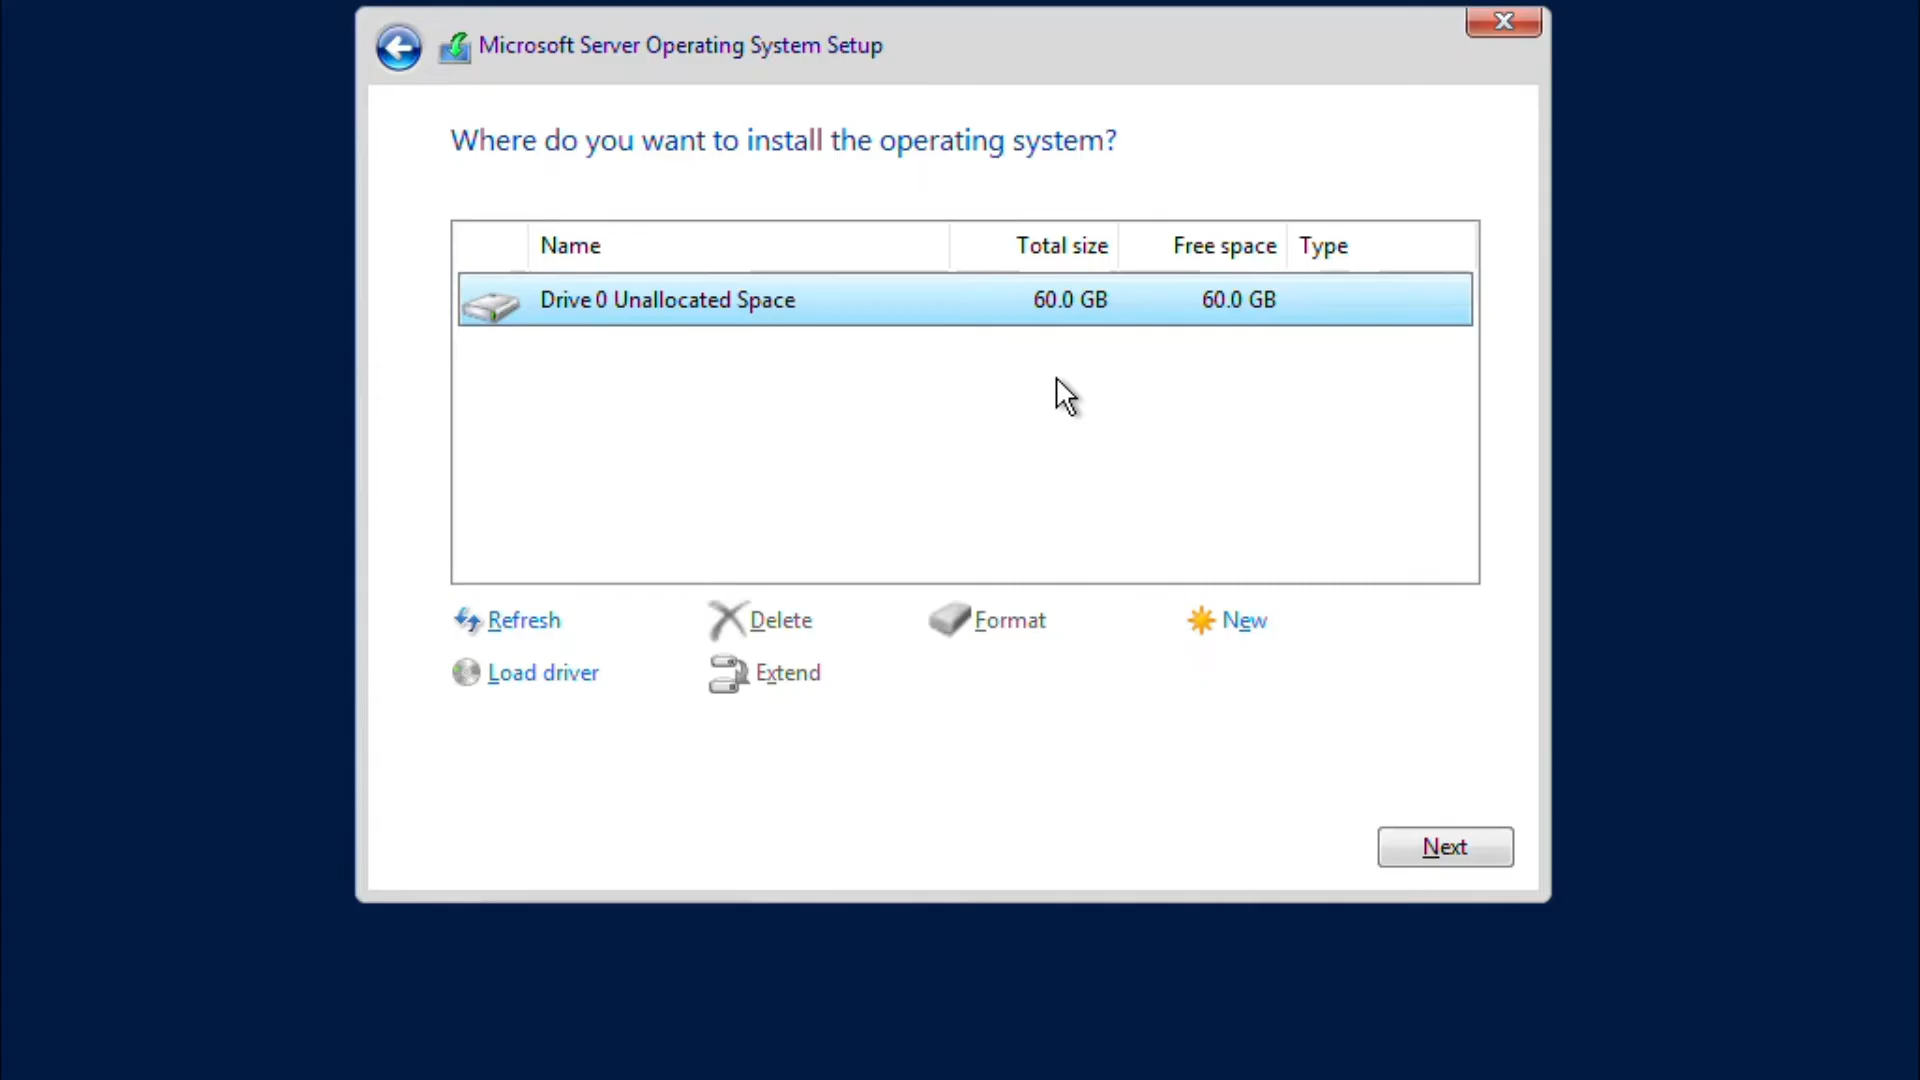 Microsoft Server Operating System Setup
Where do you want to install the operating system?
Name Total size Free space Type
Drive 0 Unallocated Space 60.0 GB 60.0 GB
Refresh Delete Format New
Load driver Extend
Next